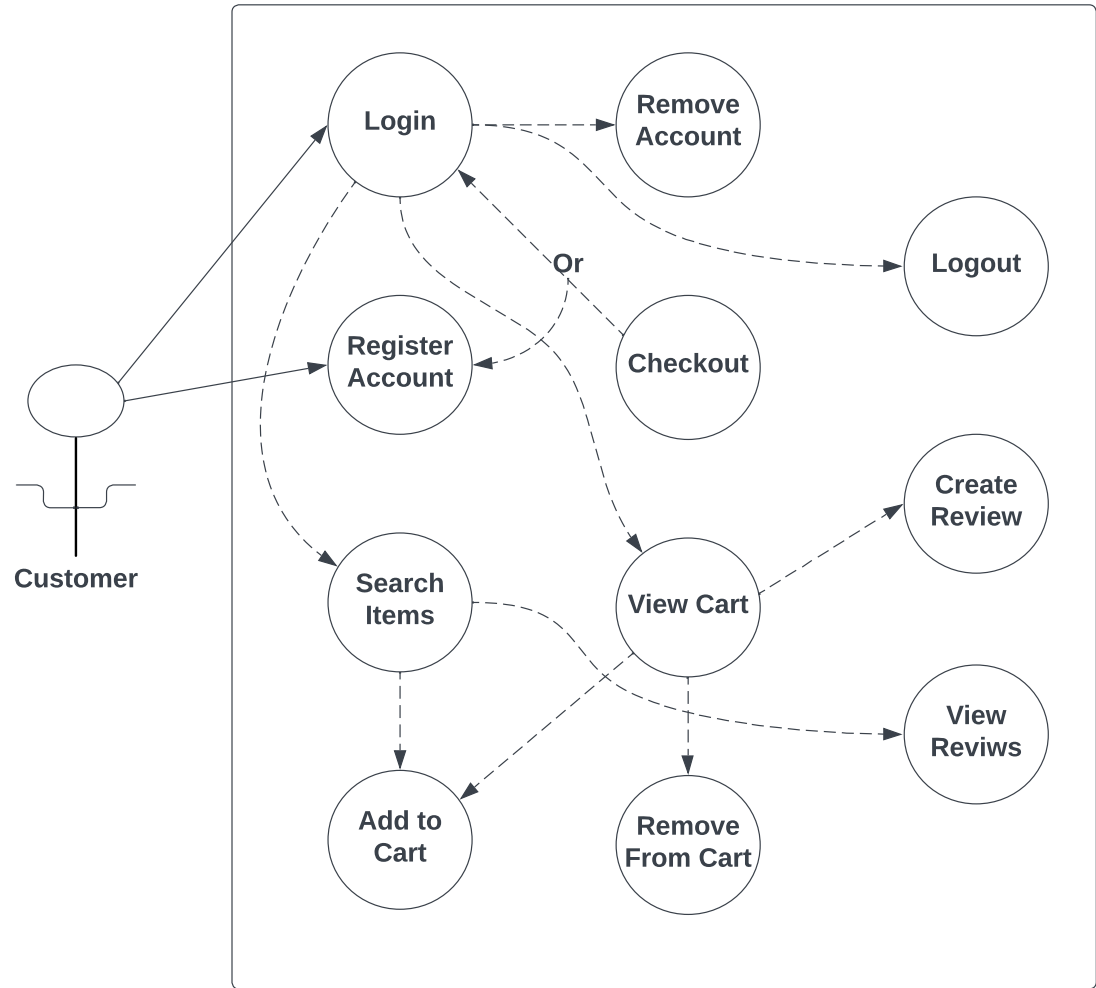 Login
Remove
Account
Logout
Or
Register
Account
Checkout
Create
Review
Customer
Search
Items
View Cart
View
Reviws
Add to
Cart
Remove
From Cart